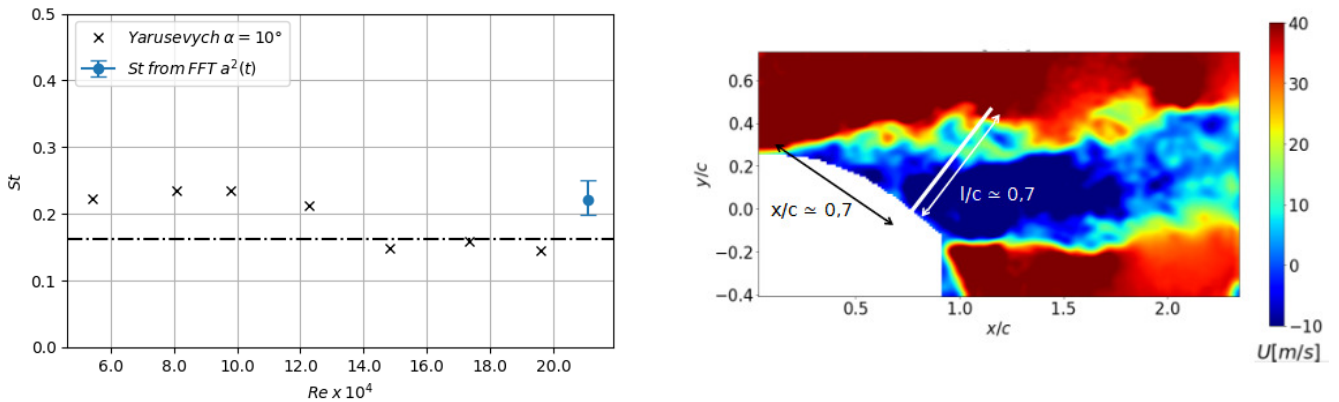 0.5
0.4
0.3
0.2
0.1
0.0
St
Yarusevych α = 10°
St from FFT a²(t)
6.0 8.0 10.0 12.0 14.0 16.0 18.0 20.0
Re x 10⁴
0.6
0.4
0.2
0.0
−0.2
−0.4
y/c
x/c ≃ 0,7
l/c ≃ 0,7
0.5 1.0 1.5 2.0
x/c
40
30
20
10
0
−10
U[m/s]